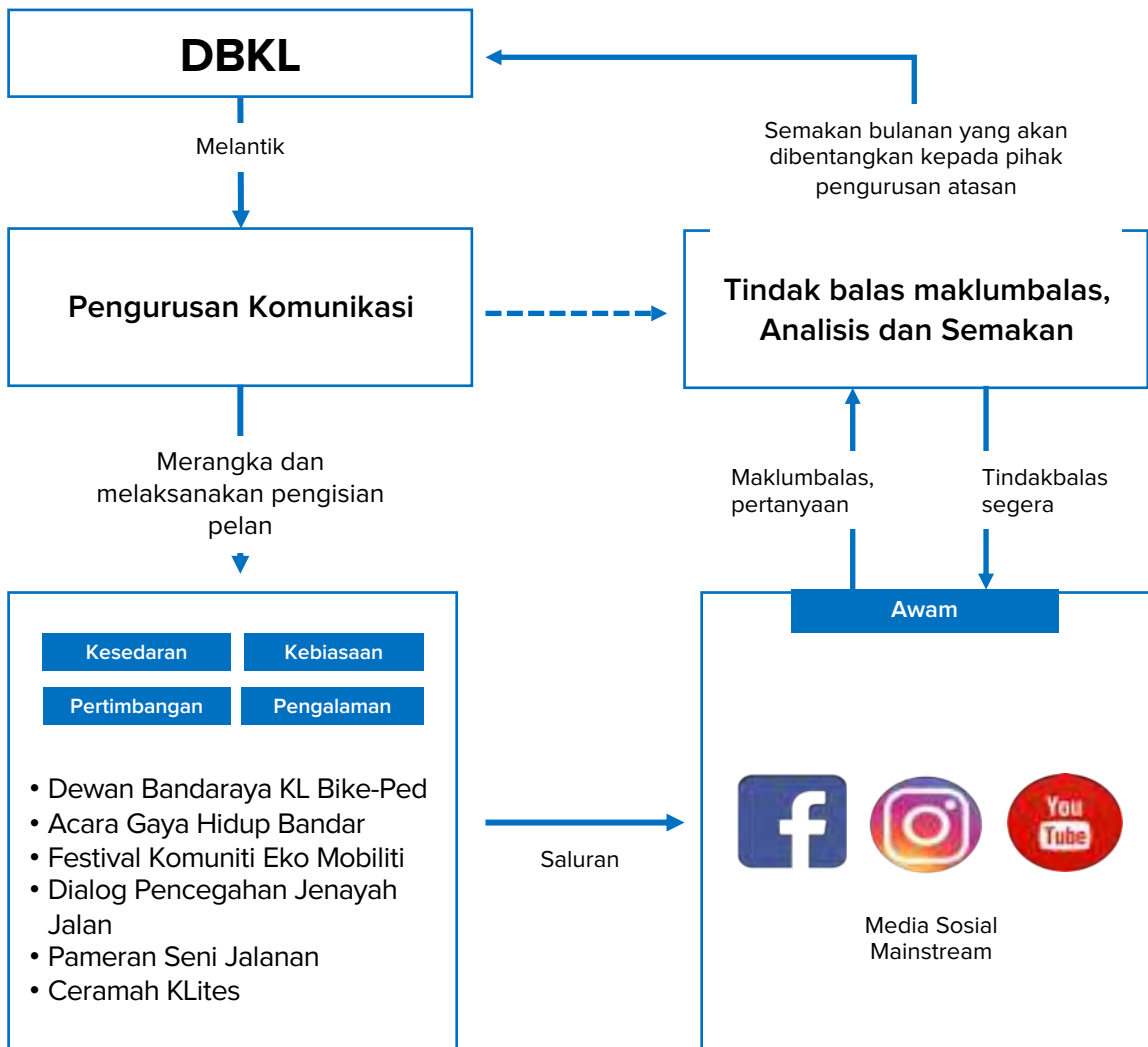 DBKL
Melantik
Semakan bulanan yang akan
dibentangkan kepada pihak
pengurusan atasan
Pengurusan Komunikasi
Tindak balas maklumbalas,
Analisis dan Semakan
Merangka dan
melaksanakan pengisian
pelan
Maklumbalas,
pertanyaan
Tindakbalas
segera
Awam
Kesedaran
Kebiasaan
Pertimbangan
Pengalaman
• Dewan Bandaraya KL Bike-Ped
• Acara Gaya Hidup Bandar
• Festival Komuniti Eko Mobiliti
• Dialog Pencegahan Jenayah
Jalan
• Pameran Seni Jalanan
• Ceramah KLites
Saluran
f
You
Tube
Media Sosial
Mainstream